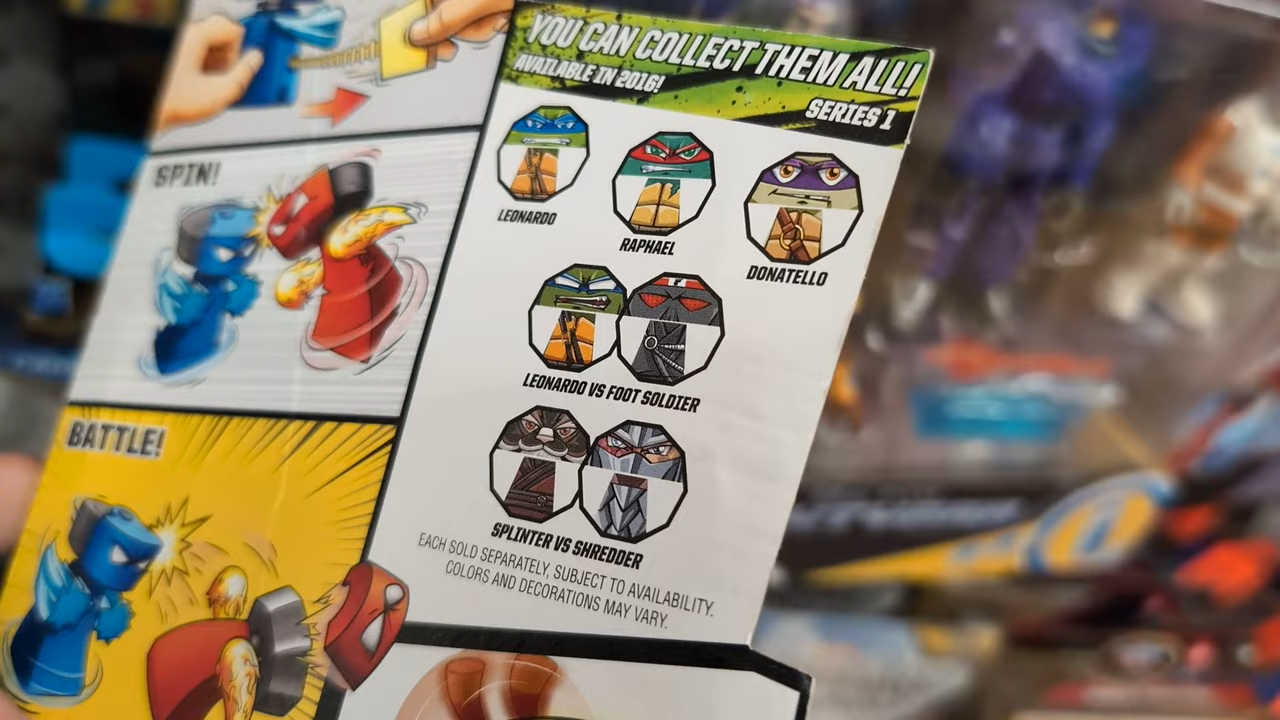 SPIN!
BATTLE!
YOU CAN COLLECT THEM ALL!
AVAILABLE IN 2016!
SERIES 1
LEONARDO
RAPHAEL
DONATELLO
LEONARDO VS FOOT SOLDIER
SPLINTER VS SHREDDER
EACH SOLD SEPARATELY, SUBJECT TO AVAILABILITY.
COLORS AND DECORATIONS MAY VARY.